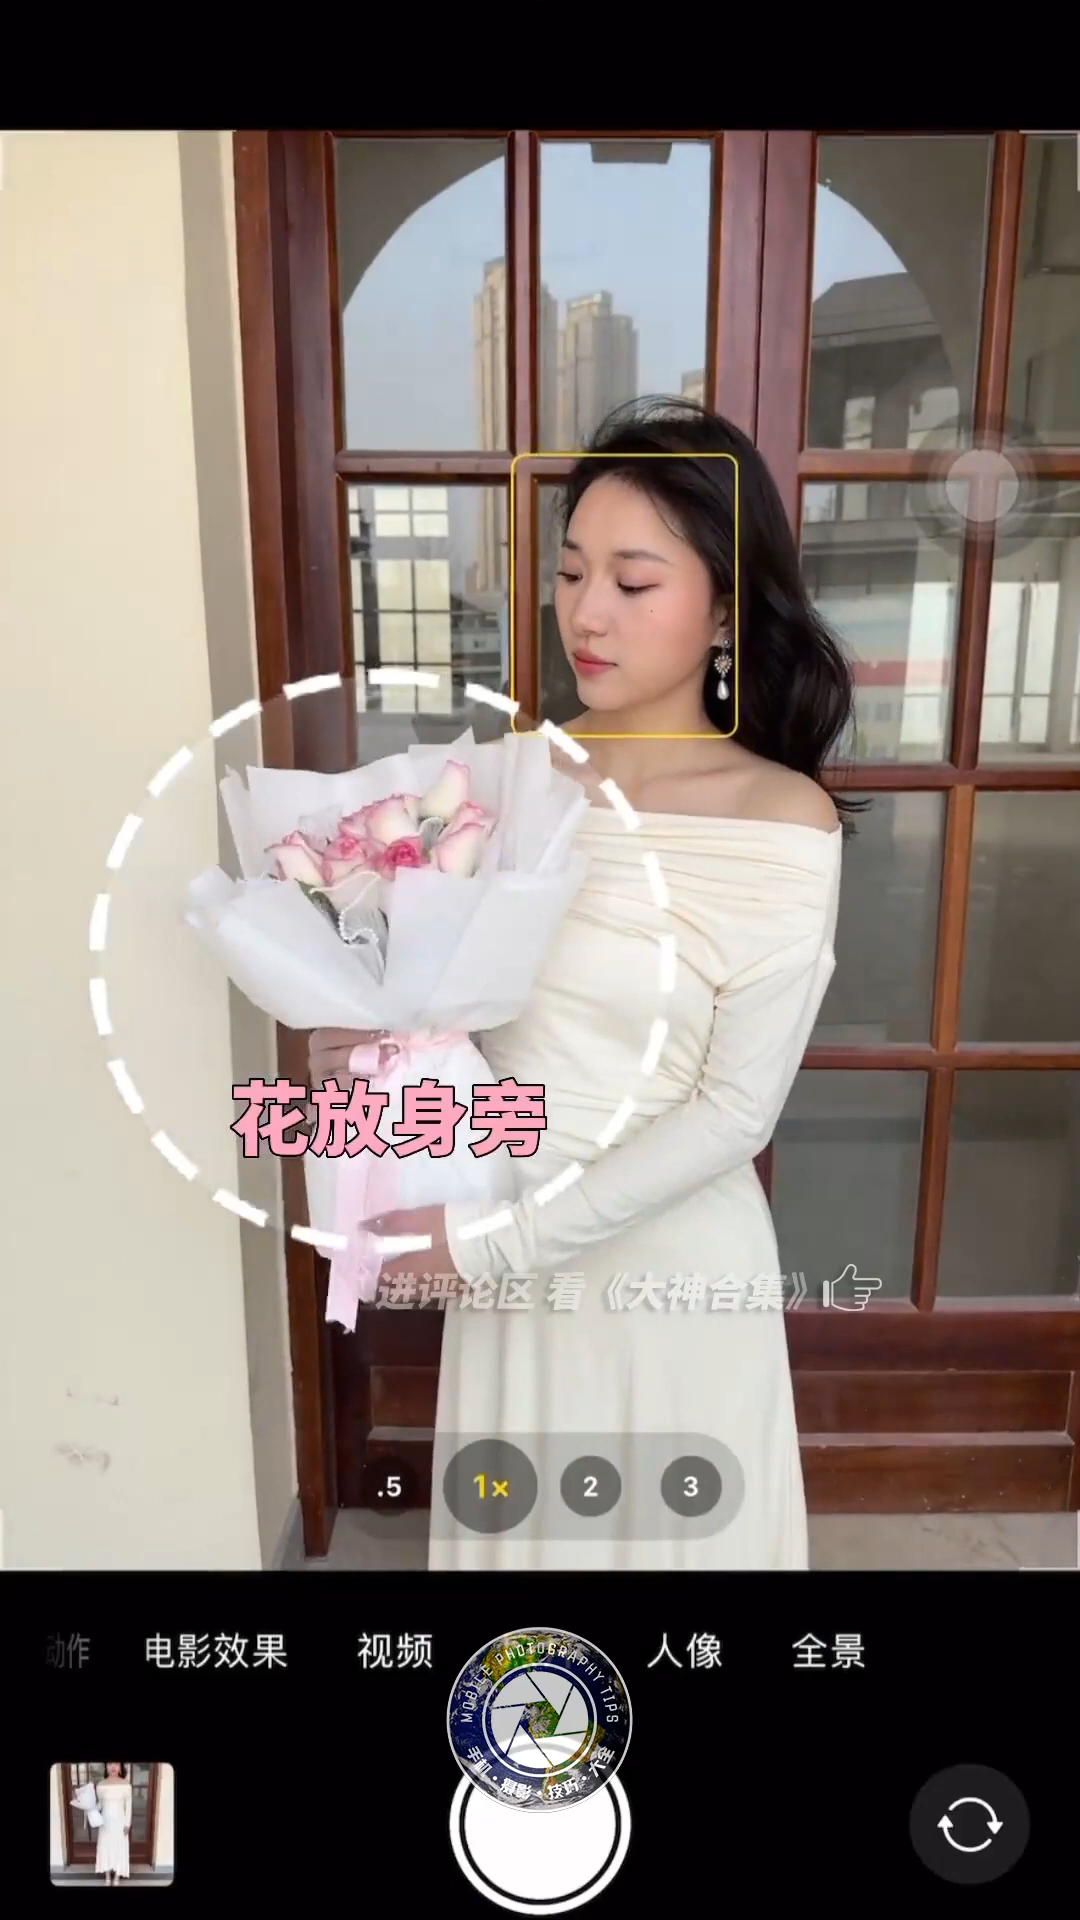 花放身旁
进评论区 看《大神合集》
.5 1× 2 3
动作 电影效果 视频 人像 全景
MOBILE·PHOTOGRAPHY·TIPS
手机·摄影·技巧·大全